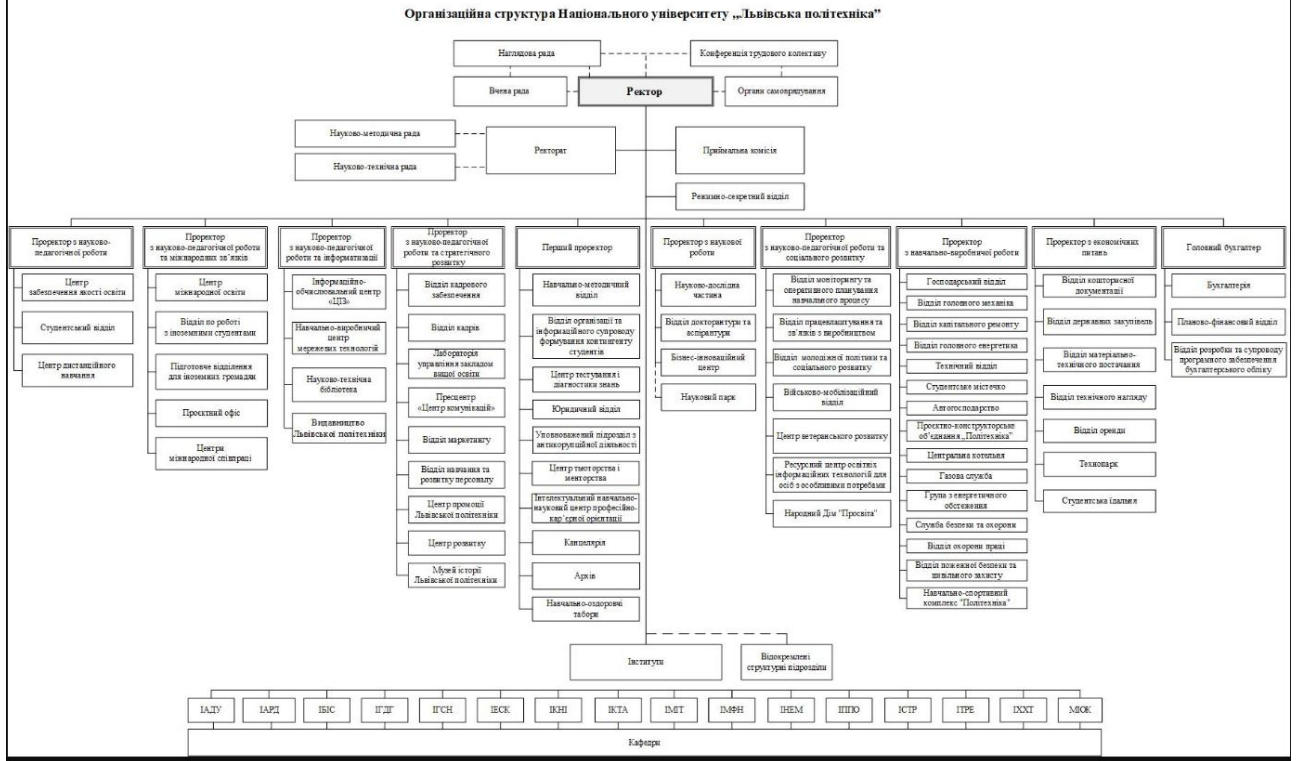 Організаційна структура Національного університету „Львівська політехніка”
Наглядова рада
Конференція трудового колективу
Вчена рада
Ректор
Органи самоврядування
Науково-методична рада
Науково-технічна рада
Ректорат
Приймальна комісія
Режимно-секретний відділ
Проректор з науково-
педагогічної роботи
Центр
забезпечення якості освіти
Студентський відділ
Центр дистанційного
навчання
Проректор
з науково-педагогічної роботи
та міжнародних зв’язків
Центр
міжнародної освіти
Відділ по роботі
з іноземними студентами
Підготовче відділення
для іноземних громадян
Проєктний офіс
Центри
міжнародної співпраці
Проректор
з науково-педагогічної
роботи та інформатизації
Інформаційно-
обчислювальний центр
«ЦІЗ»
Навчально-виробничий
центр
мережевих технологій
Науково-технічна
бібліотека
Видавництво
Львівської політехніки
Проректор
з науково-педагогічної
роботи та стратегічного
розвитку
Відділ кадрового
забезпечення
Відділ кадрів
Лабораторія
управління закладом
вищої освіти
Пресцентр
«Центр комунікацій»
Відділ маркетингу
Відділ навчання та
розвитку персоналу
Центр промоції
Львівської політехніки
Центр розвитку
Музей історії
Львівської політехніки
Перший проректор
Навчально-методичний
відділ
Відділ організації та
інформаційного супроводу
формування контингенту
студентів
Центр тестування і
діагностики знань
Юридичний відділ
Уповноважений підрозділ з
антикорупційної діяльності
Центр тьюторства і
менторства
Інтелектуальний навчально-
науковий центр професійно-
кар’єрної орієнтації
Канцелярія
Архів
Навчально-оздоровчі
табори
Проректор з наукової
роботи
Науково-дослідна
частина
Відділ докторантури та
аспірантури
Бізнес-інноваційний
центр
Науковий парк
Проректор
з науково-педагогічної роботи та
соціального розвитку
Відділ моніторингу та
оперативного планування
навчального процесу
Відділ працевлаштування та
зв’язків з виробництвом
Відділ молодіжної політики та
соціального розвитку
Військово-мобілізаційний
відділ
Центр ветеранського розвитку
Ресурсний центр освітніх
інформаційних технологій для
осіб з особливими потребами
Народний Дім "Просвіта"
Проректор
з навчально-виробничої роботи
Господарський відділ
Відділ головного механіка
Відділ капітального ремонту
Відділ головного енергетика
Технічний відділ
Студентське містечко
Автогосподарство
Проєктно-конструкторське
об’єднання „Політехніка”
Центральна котельня
Газова служба
Група з енергетичного
обстеження
Служба безпеки та охорони
Відділ охорони праці
Відділ пожежної безпеки та
цивільного захисту
Навчально-спортивний
комплекс "Політехніка"
Проректор з економічних
питань
Відділ кошторисної
документації
Відділ державних закупівель
Відділ матеріально-
технічного постачання
Відділ технічного нагляду
Відділ оренди
Технопарк
Студентська їдальня
Головний бухгалтер
Бухгалтерія
Планово-фінансовий відділ
Відділ розробки та супроводу
програмного забезпечення
бухгалтерського обліку
Інститути
Відокремлені
структурні підрозділи
ІАДУ
ІАРД
ІБІС
ІГДГ
ІГСН
ІЕСК
ІКНІ
ІКТА
ІМІТ
ІМФН
ІНЕМ
ІППО
ІСТР
ІТРЕ
ІХХТ
МІОК
Кафедри